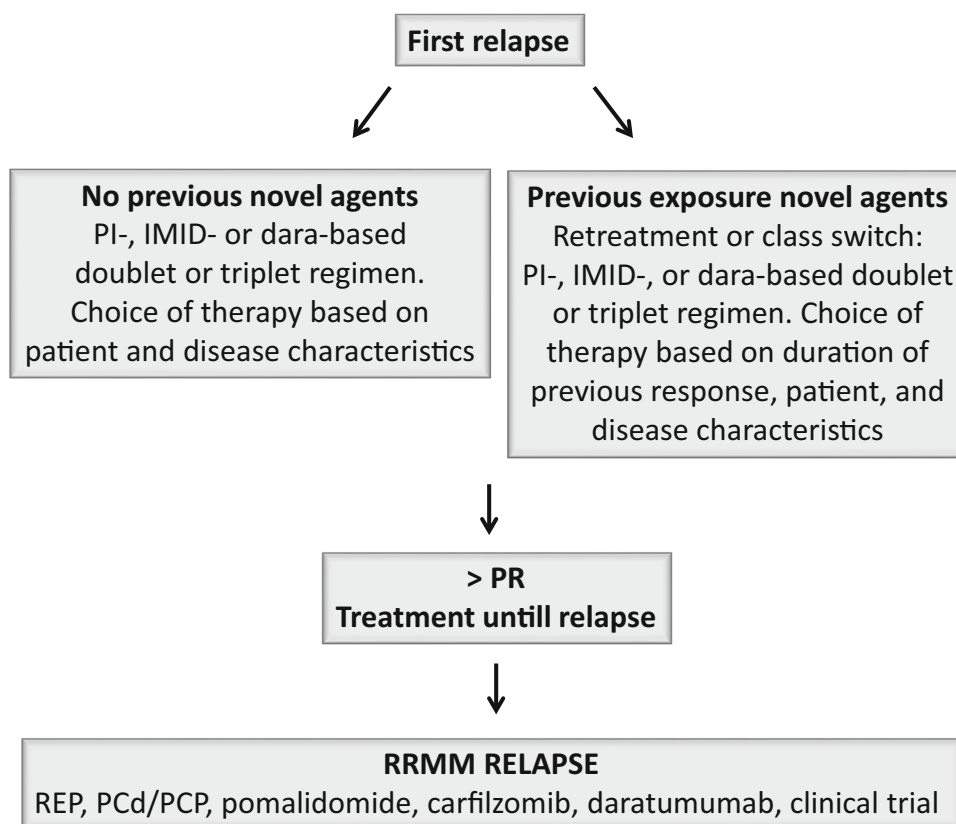 First relapse
No previous novel agents
PI-, IMID- or dara-based
doublet or triplet regimen.
Choice of therapy based on
patient and disease characteristics
Previous exposure novel agents
Retreatment or class switch:
PI-, IMID-, or dara-based doublet
or triplet regimen. Choice of
therapy based on duration of
previous response, patient, and
disease characteristics
> PR
Treatment untill relapse
RRMM RELAPSE
REP, PCd/PCP, pomalidomide, carfilzomib, daratumumab, clinical trial